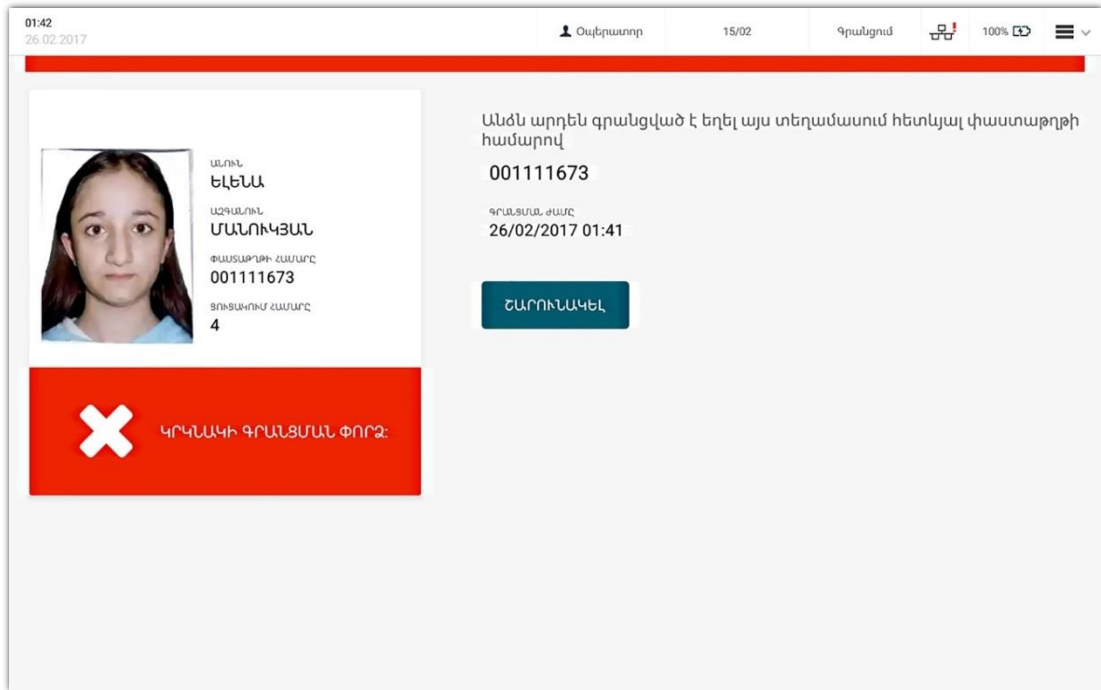 01:42
26.02.2017
Օպերատոր
15/02
Գրանցում
100%
ԱՆՈՒՆ
ԵԼԵՆԱ
ԱԶԳԱՆՈՒՆ
ՄԱՆՈՒԿՅԱՆ
ՓԱՍՏԱԹՂԹԻ ՀԱՄԱՐԸ
001111673
ՑՈՒՑԱԿՈՒՄ ՀԱՄԱՐԸ
4
ԿՐԿՆԱԿԻ ԳՐԱՆՑՄԱՆ ՓՈՐՁ:
Անձն արդեն գրանցված է եղել այս տեղամասում հետևյալ փաստաթղթի
համարով
001111673
ԳՐԱՆՑՄԱՆ ԺԱՄԸ
26/02/2017 01:41
ՇԱՐՈՒՆԱԿԵԼ